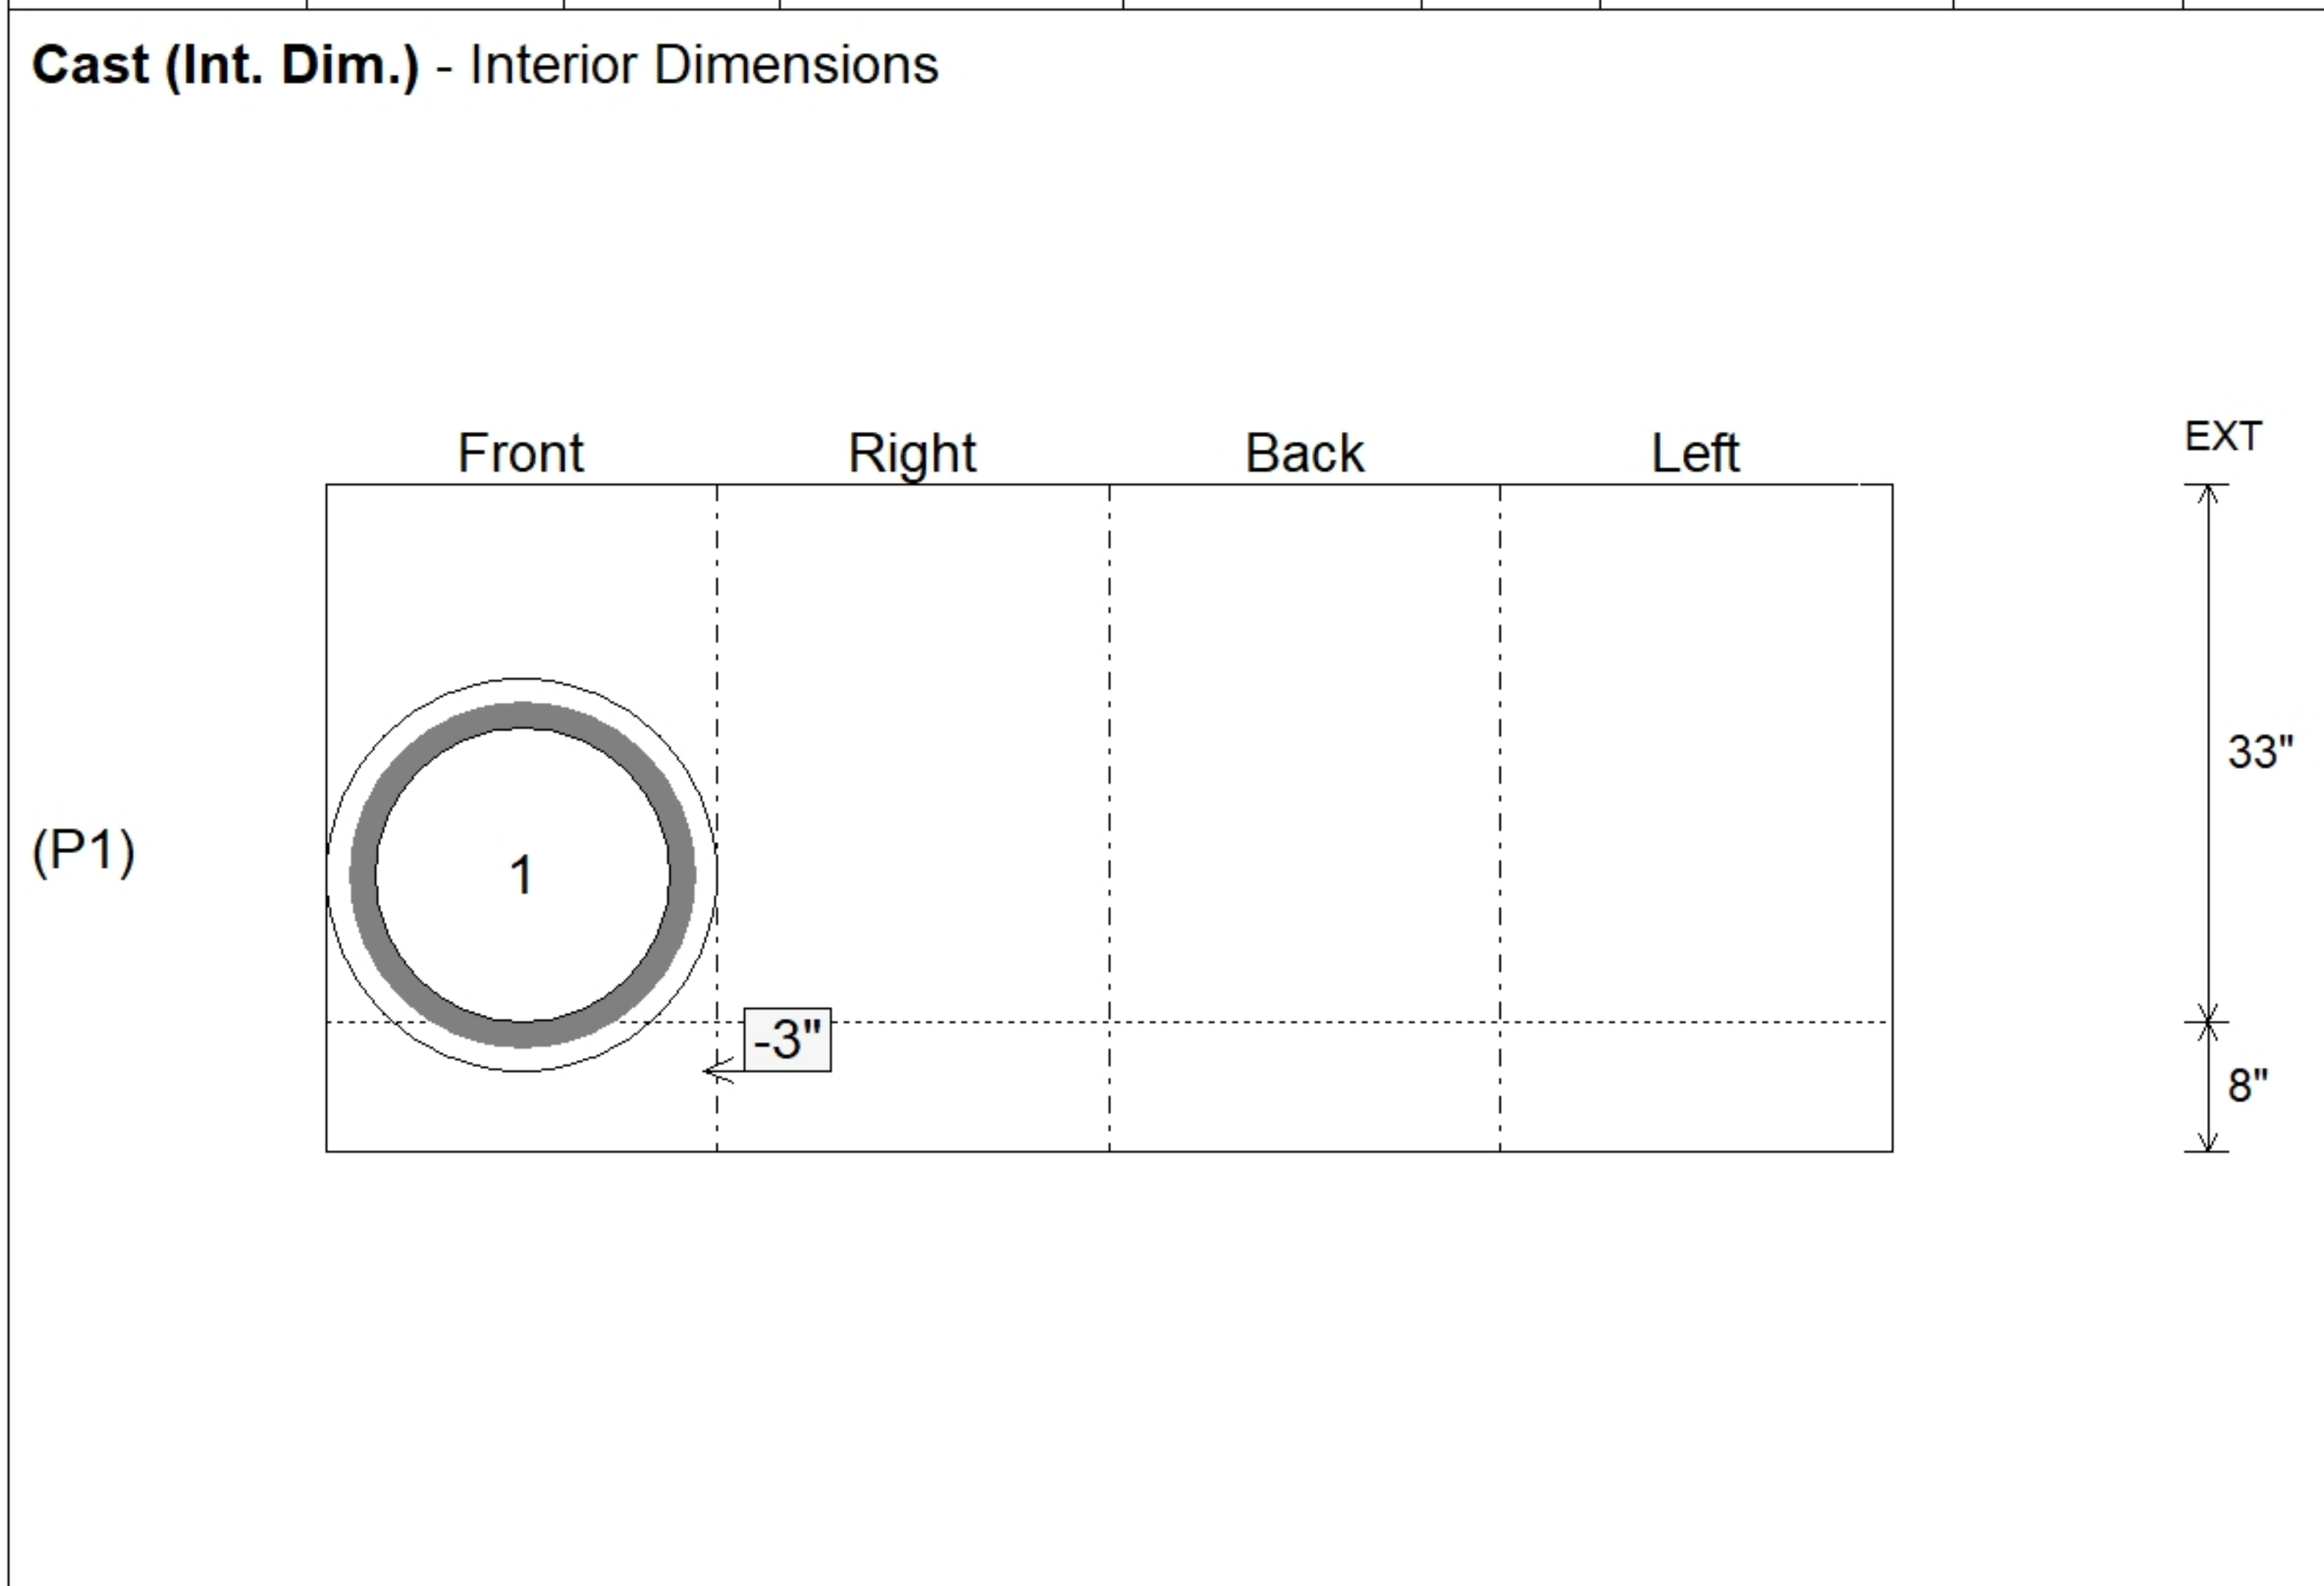 Cast (Int. Dim.) - Interior Dimensions
Front Right Back Left EXT
33"
(P1)
1
-3"
8"